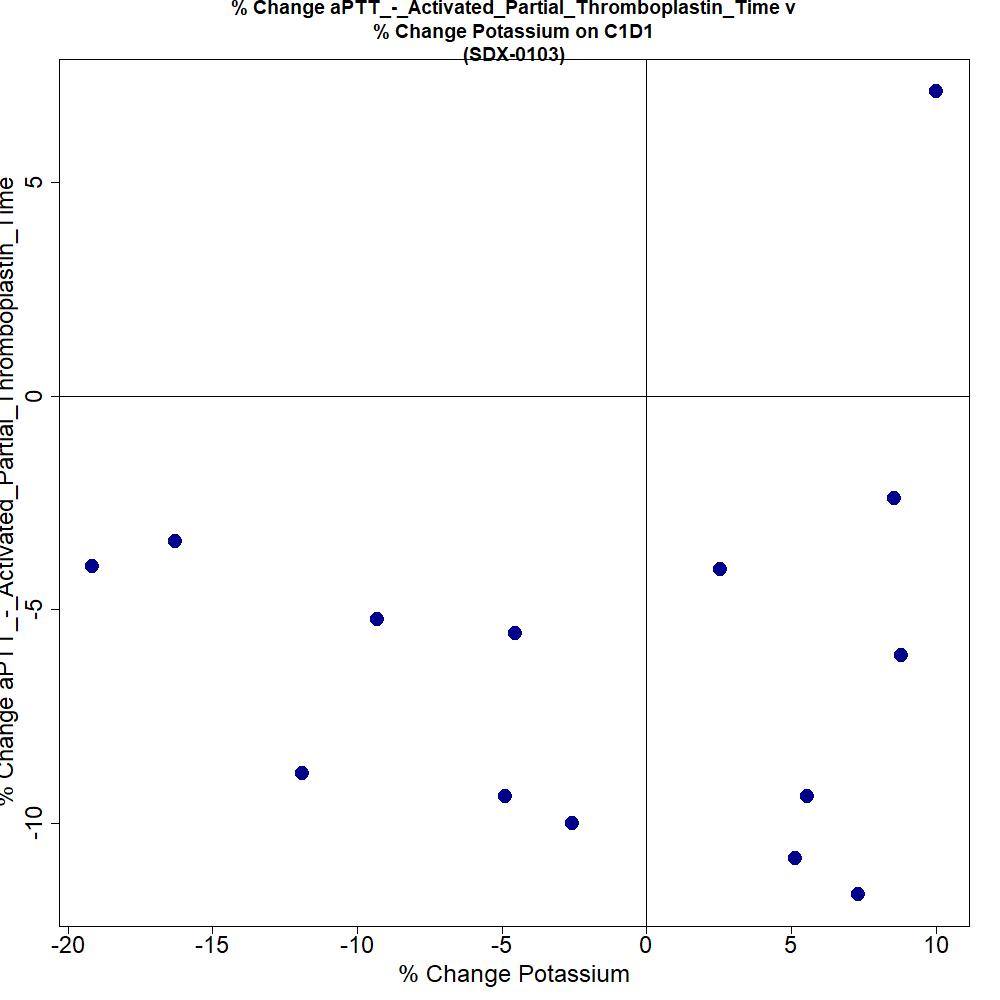 % Change aPTT_-_Activated_Partial_Thromboplastin_Time v
% Change Potassium on C1D1
(SDX-0103)
% Change aPTT_-_Activated_Partial_Thromboplastin_Time
5
0
-5
-10
-20
-15
-10
-5
0
5
10
% Change Potassium